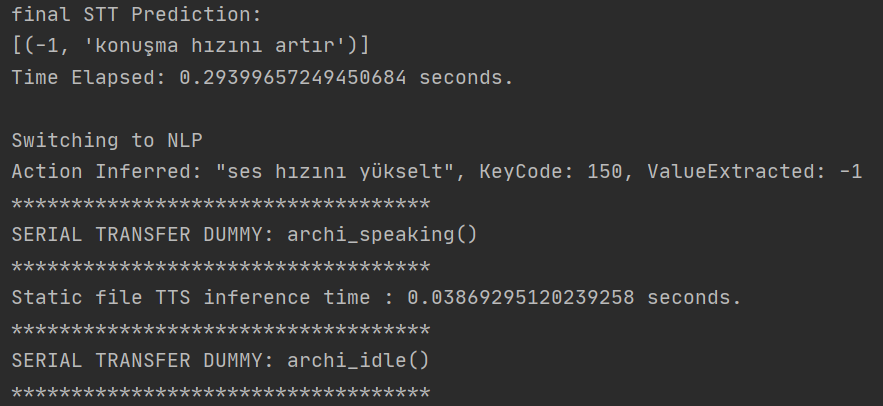 final STT Prediction:
[(-1, 'konuşma hızını artır')]
Time Elapsed: 0.29399657249450684 seconds.
Switching to NLP
Action Inferred: "ses hızını yükselt", KeyCode: 150, ValueExtracted: -1
***********************************
SERIAL TRANSFER DUMMY: archi_speaking()
***********************************
Static file TTS inference time : 0.03869295120239258 seconds.
***********************************
SERIAL TRANSFER DUMMY: archi_idle()
***********************************